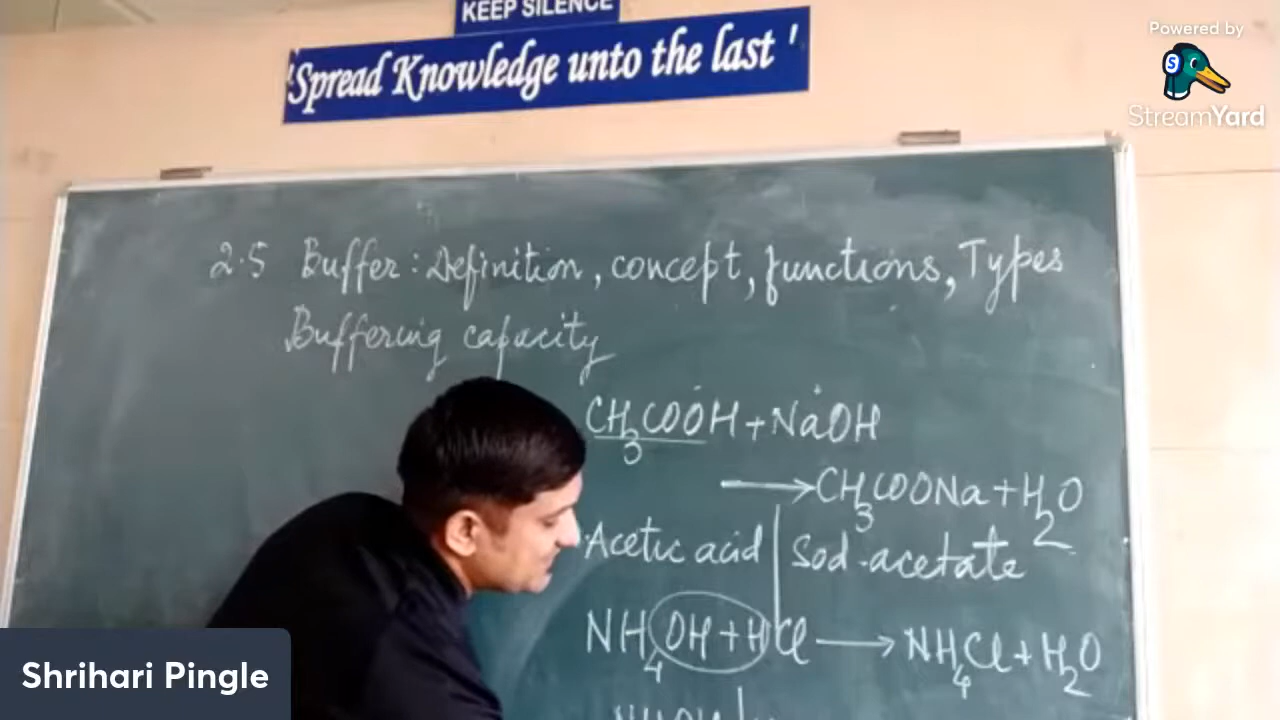 KEEP SILENCE
'Spread Knowledge unto the last'
Powered by
StreamYard
2.5 Buffer: Definition, concept, functions, Types
Buffering capacity
CH3COOH + NaOH
⟶ CH3COONa + H2O
Acetic acid | Sod. acetate
NH4OH + HCl ⟶ NH4Cl + H2O
Shrihari Pingle